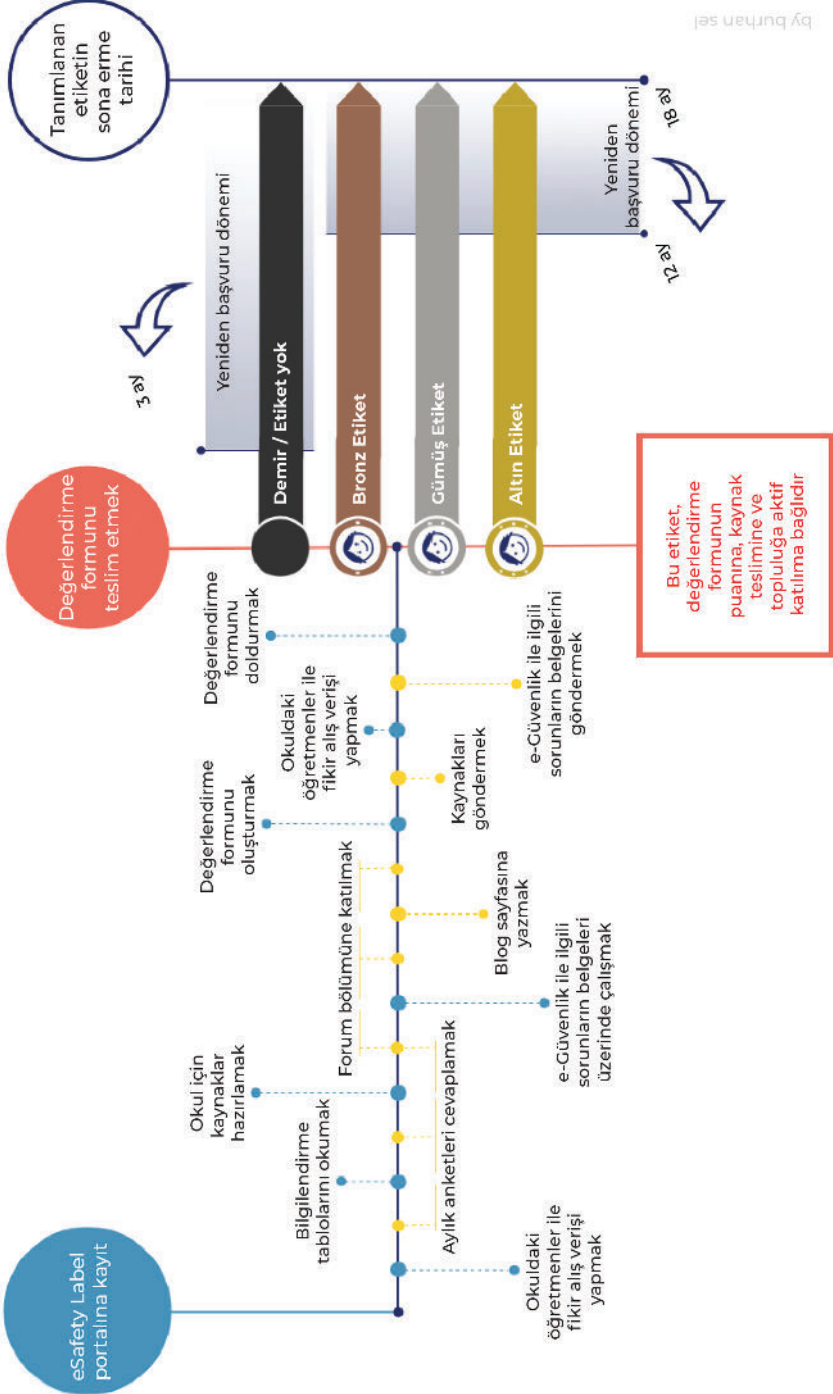 eSafety Label
portalına kayıt
Okuldaki
öğretmenler ile
fikir alış verişi
yapmak
Bilgilendirme
tablolarını okumak
Aylık anketleri cevaplamak
Okul için
kaynaklar
hazırlamak
Forum bölümüne katılmak
e-Güvenlik ile ilgili
sorunların belgeleri
üzerinde çalışmak
Blog sayfasına
yazmak
Değerlendirme
formunu
oluşturmak
Kaynakları
göndermek
Okuldaki
öğretmenler ile
fikir alış verişi
yapmak
e-Güvenlik ile ilgili
sorunların belgelerini
göndermek
Değerlendirme
formunu
doldurmak
Değerlendirme
formunu
teslim etmek
Demir / Etiket yok
Bronz Etiket
Gümüş Etiket
Altın Etiket
Bu etiket,
değerlendirme
formunun
puanına, kaynak
teslimine ve
topluluğa aktif
katılıma bağlıdır
3 ay
Yeniden başvuru dönemi
Yeniden
başvuru dönemi
12 ay
18 ay
Tanımlanan
etiketin
sona erme
tarihi
by burhan sel